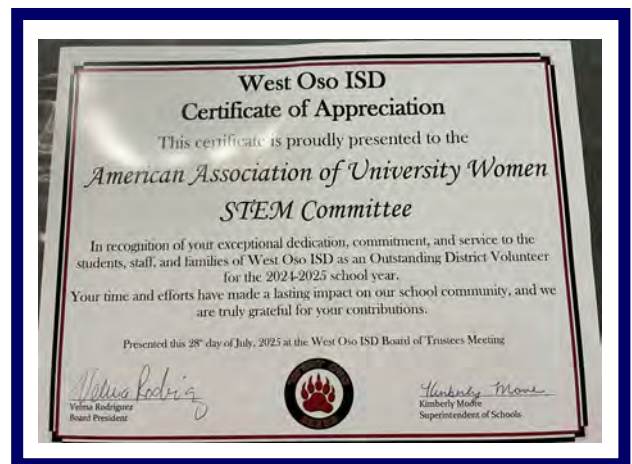 West Oso ISD
Certificate of Appreciation
This certificate is proudly presented to the
American Association of University Women
STEM Committee
In recognition of your exceptional dedication, commitment, and service to the
students, staff, and families of West Oso ISD as an Outstanding District Volunteer
for the 2024-2025 school year.
Your time and efforts have made a lasting impact on our school community, and we
are truly grateful for your contributions.
Presented this 28th day of July, 2025 at the West Oso ISD Board of Trustees Meeting
Velma Rodrig
Kimberly Moore
Velma Rodriguez
Board President
Kimberly Moore
Superintendent of Schools